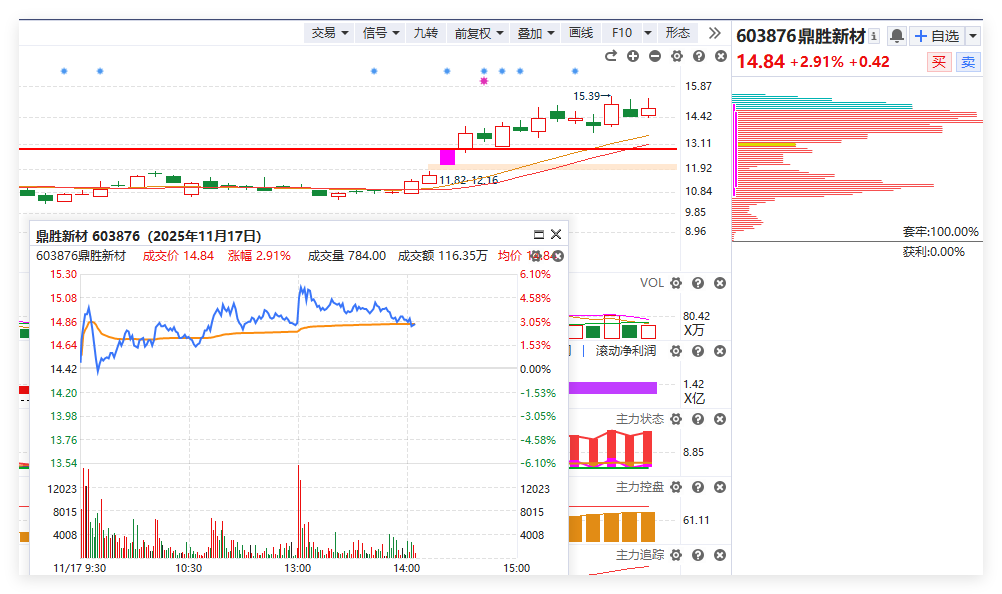 交易 信号 九转 前复权 叠加 画线 F10 形态
603876鼎胜新材 自选
14.84 +2.91% +0.42 买 卖
15.87
15.39
14.42
13.11
11.92
11.82-12.16
10.84
9.85
8.96
套牢:100.00%
获利:0.00%
鼎胜新材 603876（2025年11月17日）
603876鼎胜新材 成交价 14.84 涨幅 2.91% 成交量 784.00 成交额 116.35万 均价
15.30 6.10%
15.08 4.58%
14.86 3.05%
14.64 1.53%
14.42 0.00%
14.20 -1.53%
13.98 -3.05%
13.76 -4.58%
13.54 -6.10%
12023 12023
8015 8015
4008 4008
11/17 9:30 10:30 13:00 14:00 15:00
VOL
80.42
X万
滚动净利润
1.42
X亿
主力状态
8.85
主力控盘
61.11
主力追踪